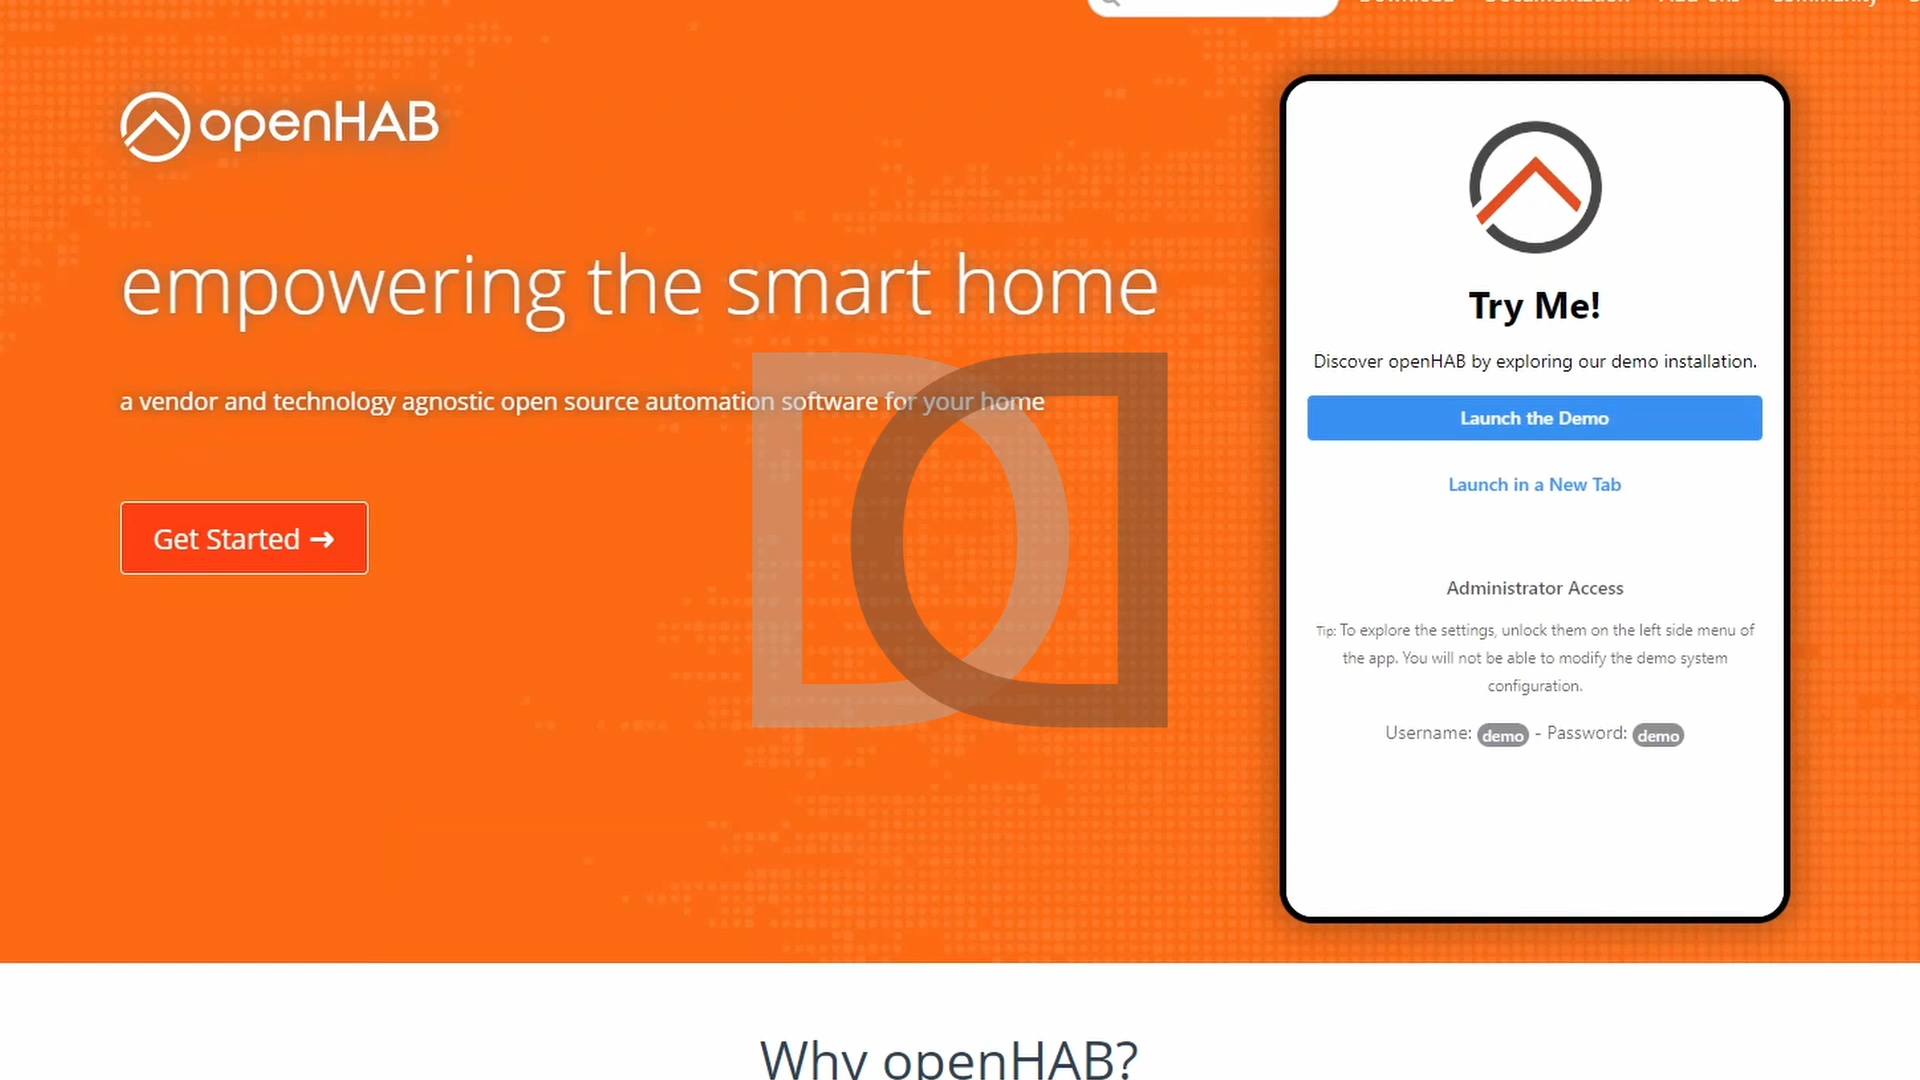 openHAB
empowering the smart home
a vendor and technology agnostic open source automation software for your home
Get Started →
Try Me!
Discover openHAB by exploring our demo installation.
Launch the Demo
Launch in a New Tab
Administrator Access
Tip: To explore the settings, unlock them on the left side menu of
the app. You will not be able to modify the demo system
configuration.
Username: demo - Password: demo
Why openHAB?